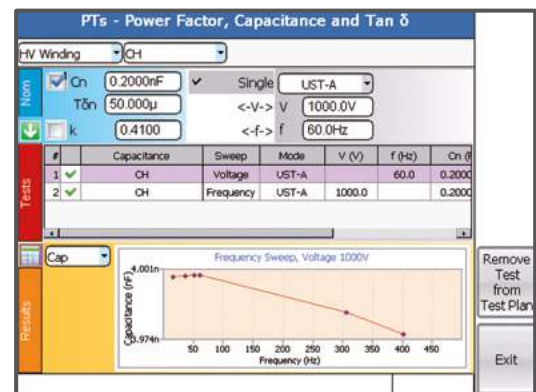 PTs - Power Factor, Capacitance and Tan δ
HV Winding CH
Nom
Cn 0.2000nF Single UST-A
Tδn 50.000µ <-V-> V 1000.0V
k 0.4100 <-f-> f 60.0Hz
Tests
# Capacitance Sweep Mode V (V) f (Hz) Cn (F
1 CH Voltage UST-A 60.0 0.2000
2 CH Frequency UST-A 1000.0 0.2000
Results
Cap
Frequency Sweep, Voltage 1000V
4.001n
Capacitance (nF)
3.974n
50 100 150 200 250 300 350 400 450
Frequency (Hz)
Remove
Test
from
Test Plan
Exit